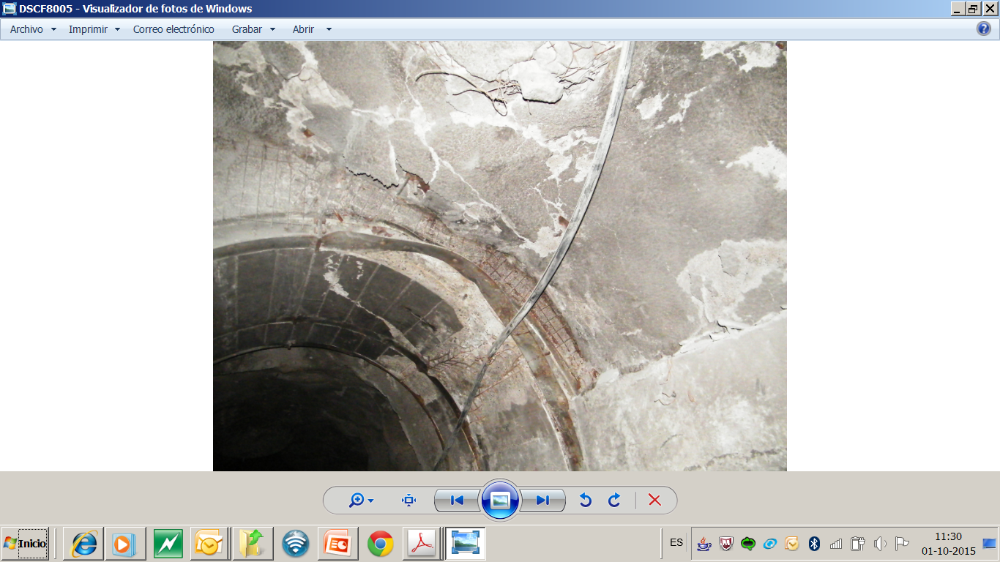 DSCF8005 - Visualizador de fotos de Windows
Archivo Imprimir Correo electrónico Grabar Abrir
Inicio
ES
11:30
01-10-2015